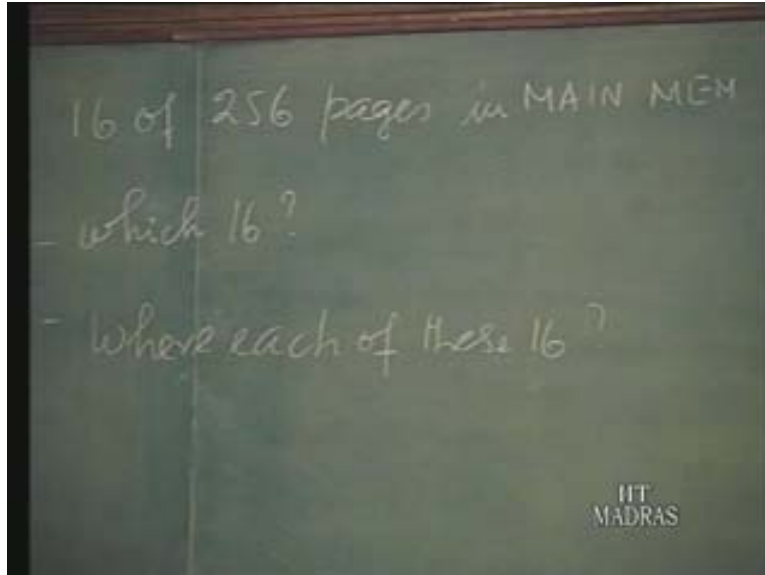 16 of 256 pages in MAIN MEM
- which 16?
- Where each of these 16?
IIT
MADRAS